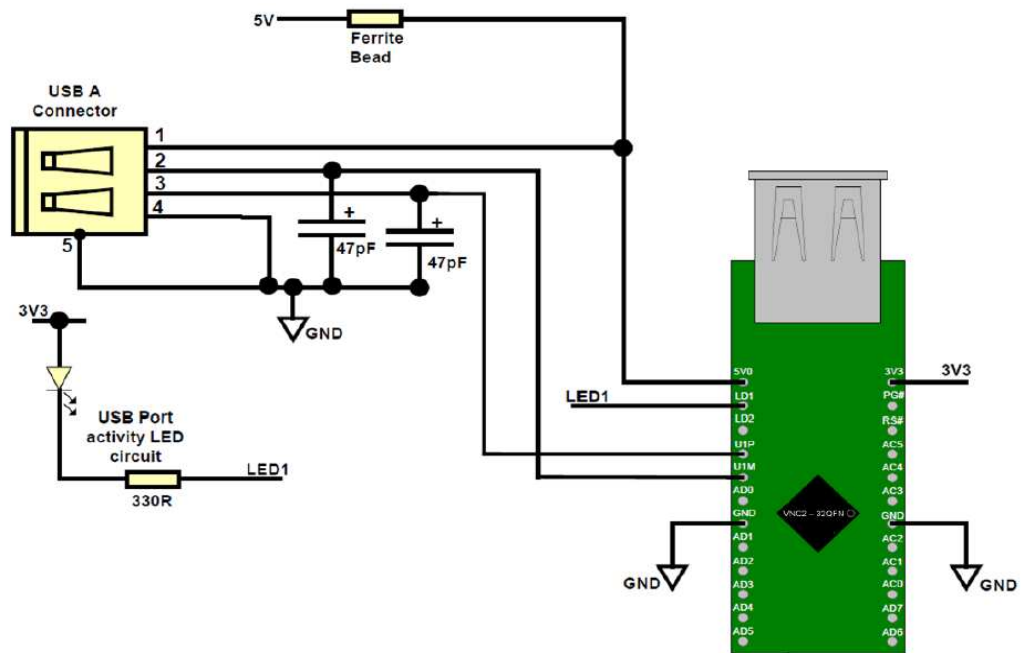 5V
Ferrite
Bead
USB A
Connector
1
2
3
4
5
+
47pF
+
47pF
GND
3V3
USB Port
activity LED
circuit
LED1
330R
LED1
5V0
LD1
LD2
U1P
U1M
AD0
GND
AD1
AD2
AD3
AD4
AD5
3V3
PG#
RS#
AC5
AC4
AC3
GND
AC2
AC1
AC0
AD7
AD6
3V3
VNC2 - 32QFN
GND
GND